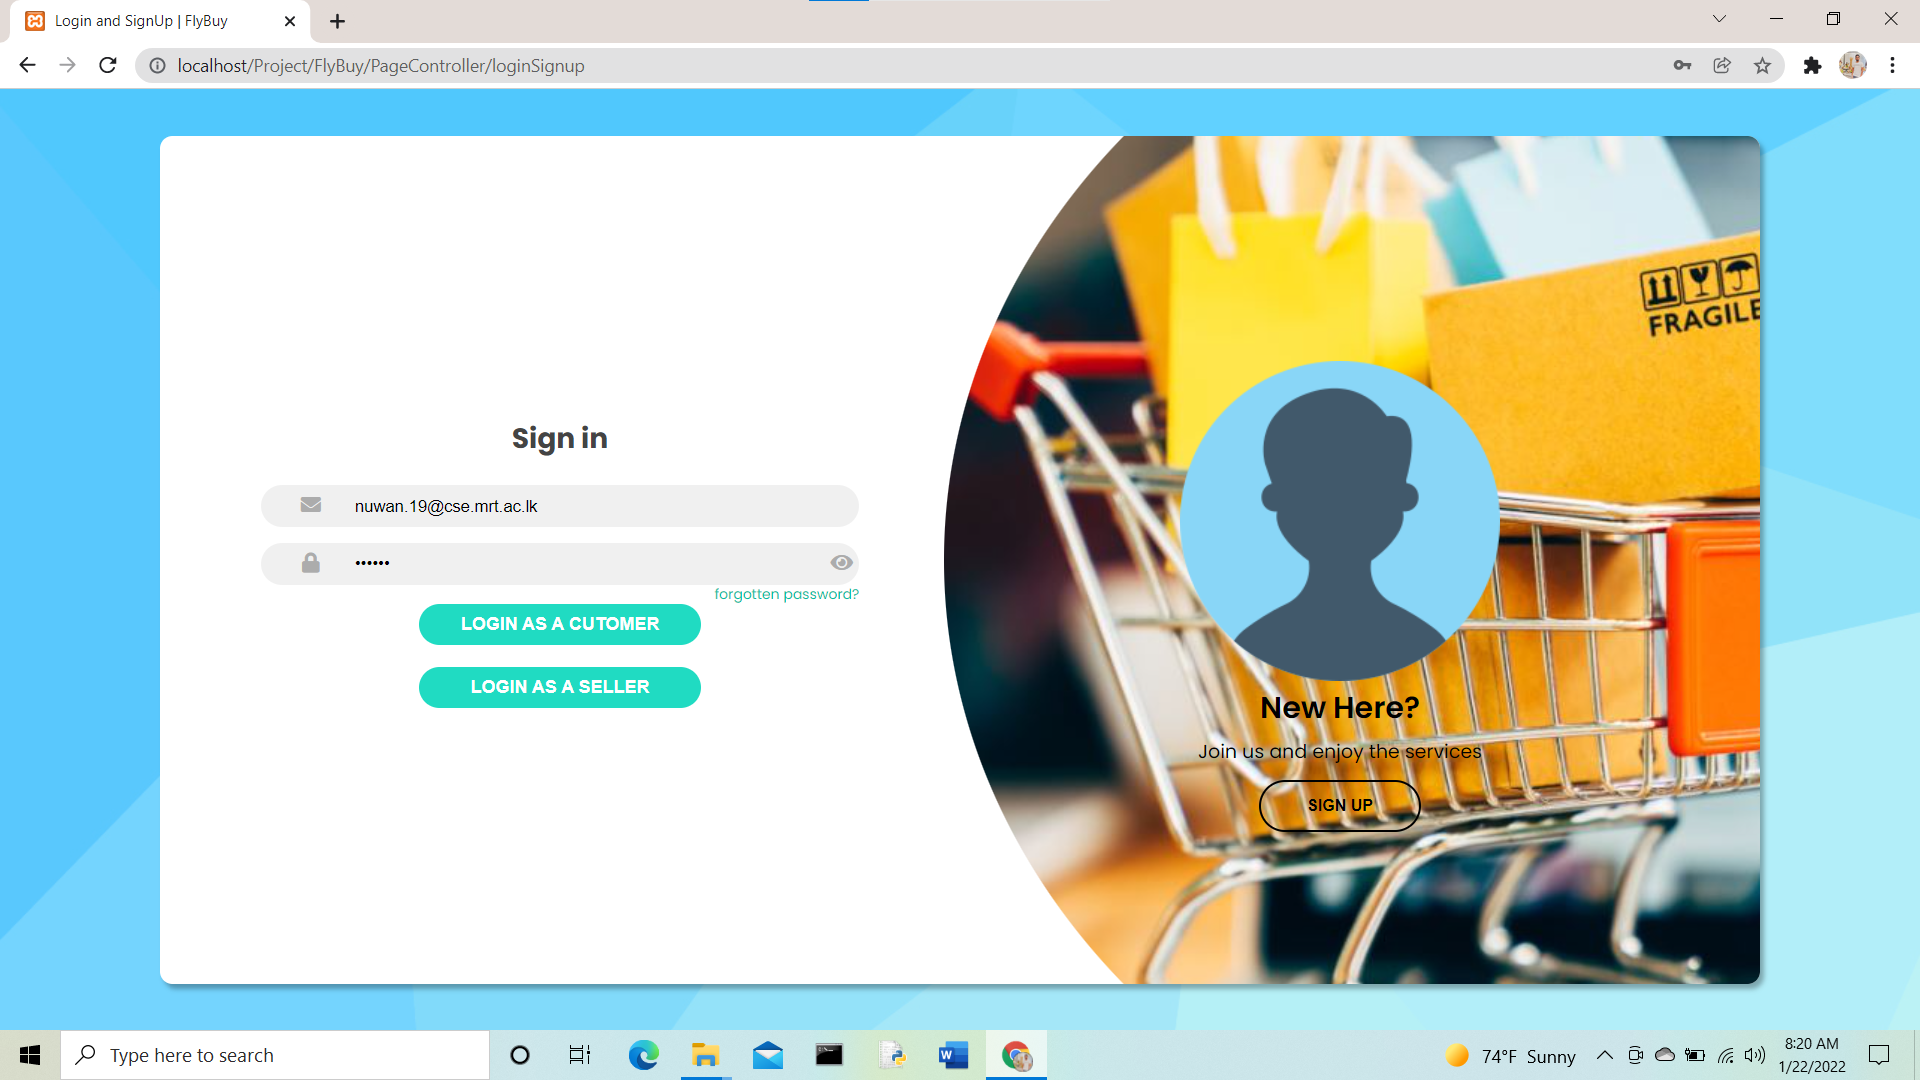 Login and SignUp | FlyBuy
localhost/Project/FlyBuy/PageController/loginSignup
FRAGILE
Sign in
nuwan.19@cse.mrt.ac.lk
••••••
forgotten password?
LOGIN AS A CUTOMER
LOGIN AS A SELLER
New Here?
Join us and enjoy the services
SIGN UP
Type here to search
74°F Sunny
8:20 AM
1/22/2022